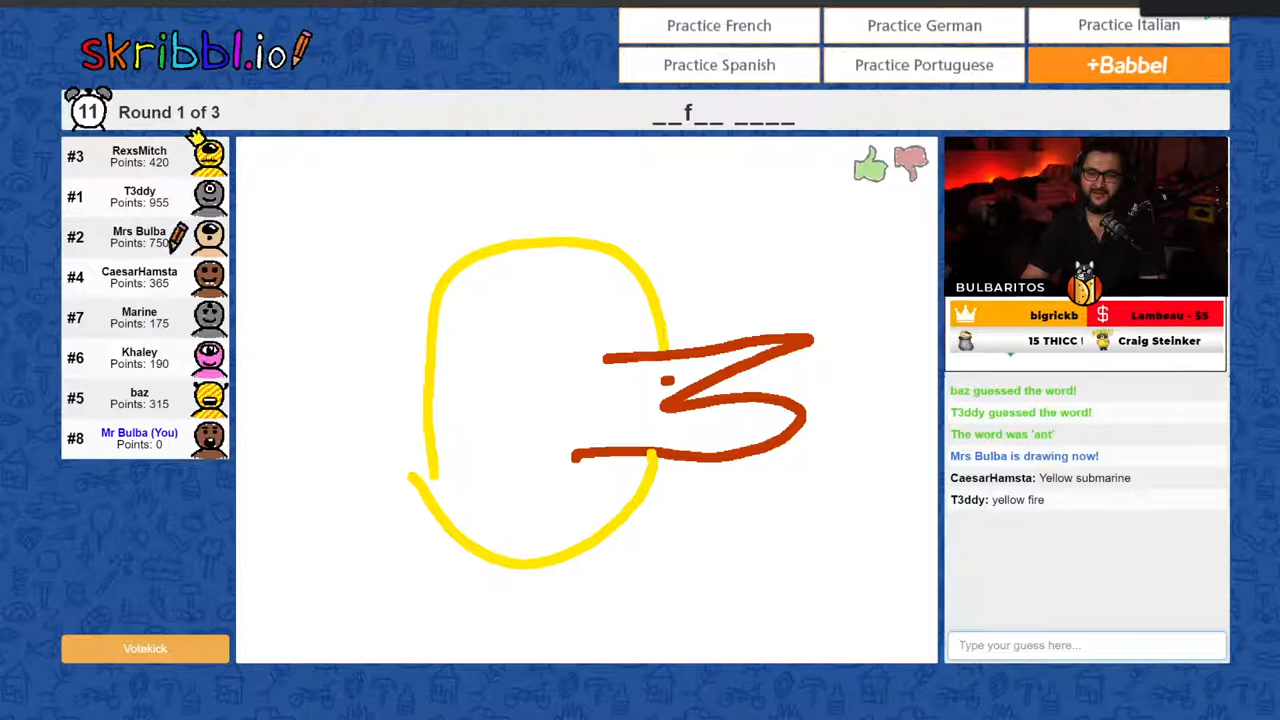 Practice French
Practice German
Practice Italian
skribbl.io
Practice Spanish
Practice Portuguese
+Babbel
11
Round 1 of 3
__f__ ____
#3
RexsMitch
Points: 420
#1
T3ddy
Points: 955
#2
Mrs Bulba
Points: 750
#4
CaesarHamsta
Points: 365
#7
Marine
Points: 175
#6
Khaley
Points: 190
#5
baz
Points: 315
#8
Mr Bulba (You)
Points: 0
BULBARITOS
bigrickb
$ Lambeau - $5
15 THICC !
Craig Steinker
baz guessed the word!
T3ddy guessed the word!
The word was 'ant'
Mrs Bulba is drawing now!
CaesarHamsta: Yellow submarine
T3ddy: yellow fire
Votekick
Type your guess here...